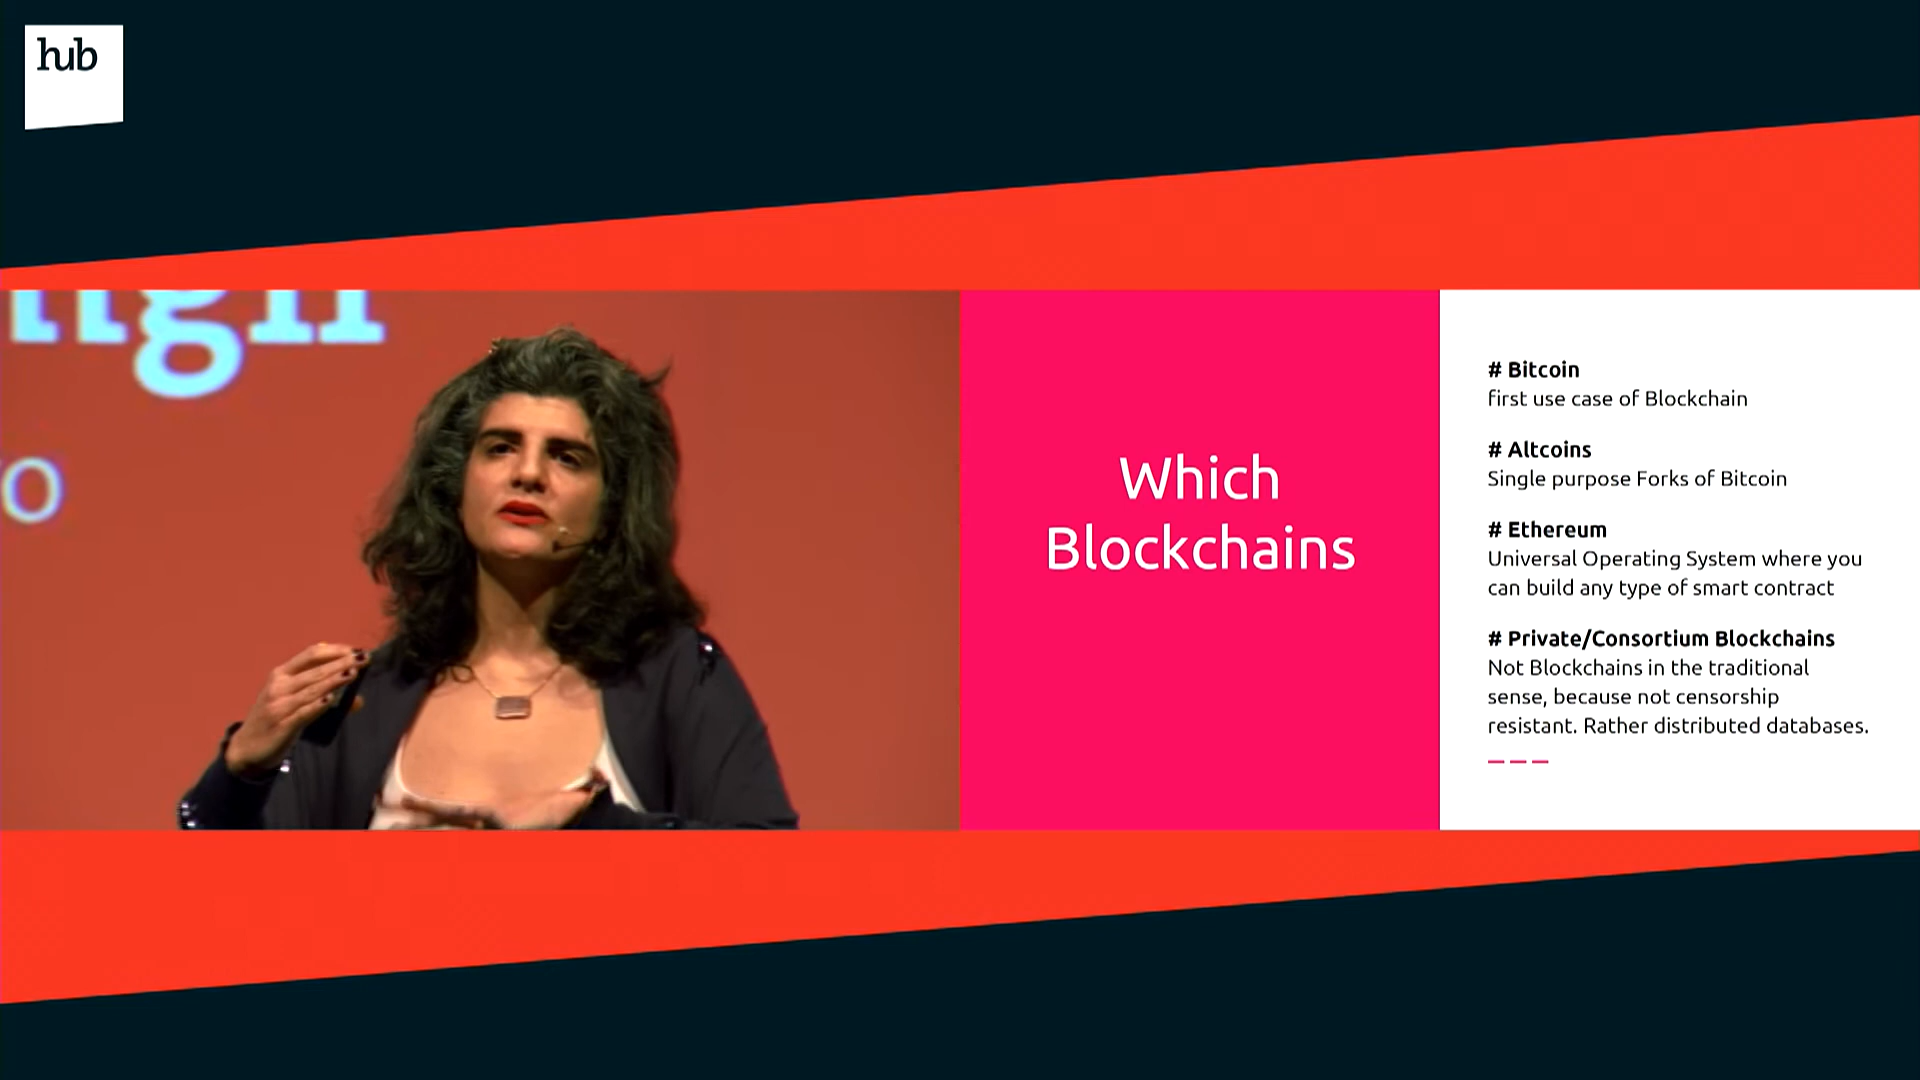 hub
Which
Blockchains
# Bitcoin
first use case of Blockchain
# Altcoins
Single purpose Forks of Bitcoin
# Ethereum
Universal Operating System where you
can build any type of smart contract
# Private/Consortium Blockchains
Not Blockchains in the traditional
sense, because not censorship
resistant. Rather distributed databases.